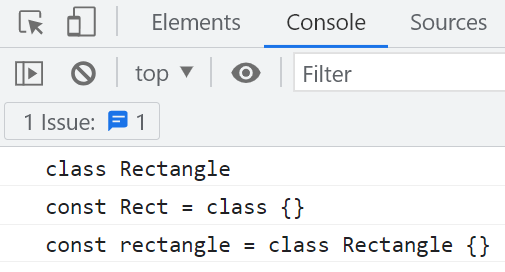 Elements Console Sources
top Filter
1 Issue: 1
class Rectangle
const Rect = class {}
const rectangle = class Rectangle {}